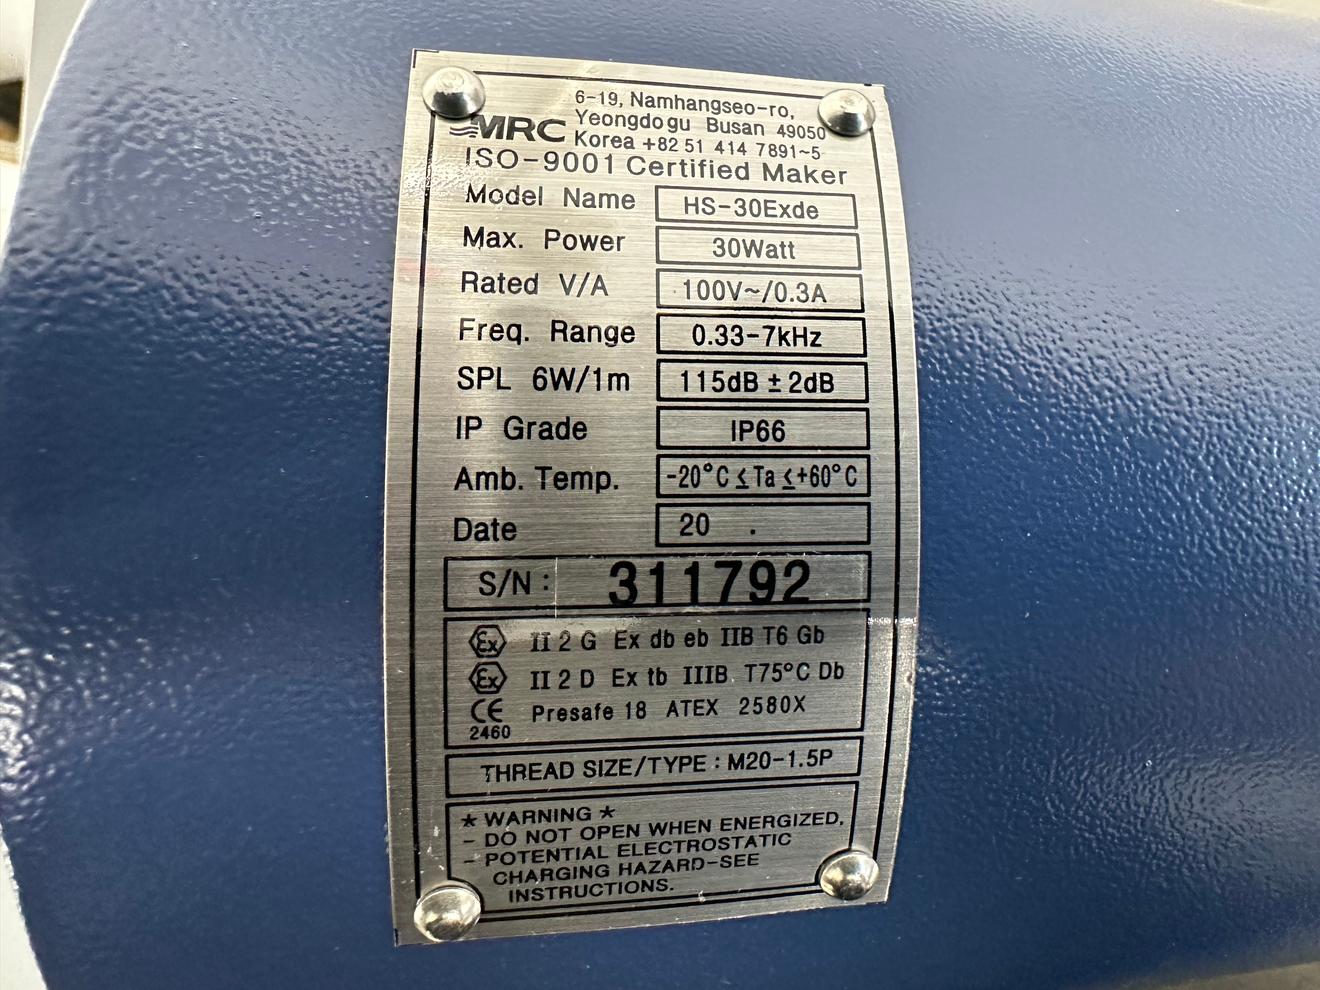 MRC
6-19, Namhangseo-ro,
Yeongdogu Busan 49050
Korea +82 51 414 7891~5
ISO-9001 Certified Maker
Model Name HS-30Exde
Max. Power 30Watt
Rated V/A 100V~/0.3A
Freq. Range 0.33-7kHz
SPL 6W/1m 115dB ± 2dB
IP Grade IP66
Amb. Temp. -20°C ≤ Ta ≤ +60°C
Date 20 .
S/N : 311792
Ex II 2 G Ex db eb IIB T6 Gb
Ex II 2 D Ex tb IIIB T75°C Db
CE Presafe 18 ATEX 2580X
2460
THREAD SIZE/TYPE : M20-1.5P
★ WARNING ★
- DO NOT OPEN WHEN ENERGIZED.
- POTENTIAL ELECTROSTATIC
CHARGING HAZARD-SEE
INSTRUCTIONS.